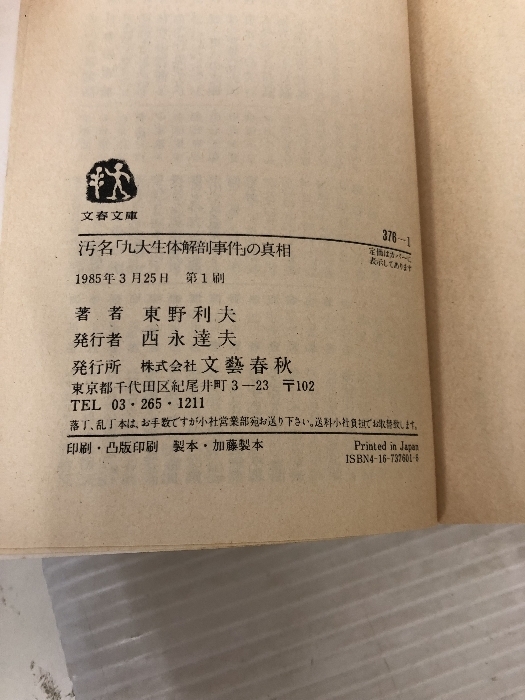 文春文庫
汚名「九大生体解剖事件」の真相
376—1
定価はカバーに
表示してあります
1985年3月25日 第1刷
著者 東野利夫
発行者 西永達夫
発行所 株式会社 文藝春秋
東京都千代田区紀尾井町3—23 〒102
TEL 03・265・1211
落丁、乱丁本は、お手数ですが小社営業部宛お送り下さい。送料小社負担でお取替致します。
印刷・凸版印刷 製本・加藤製本
Printed in Japan
ISBN4-16-737601-6